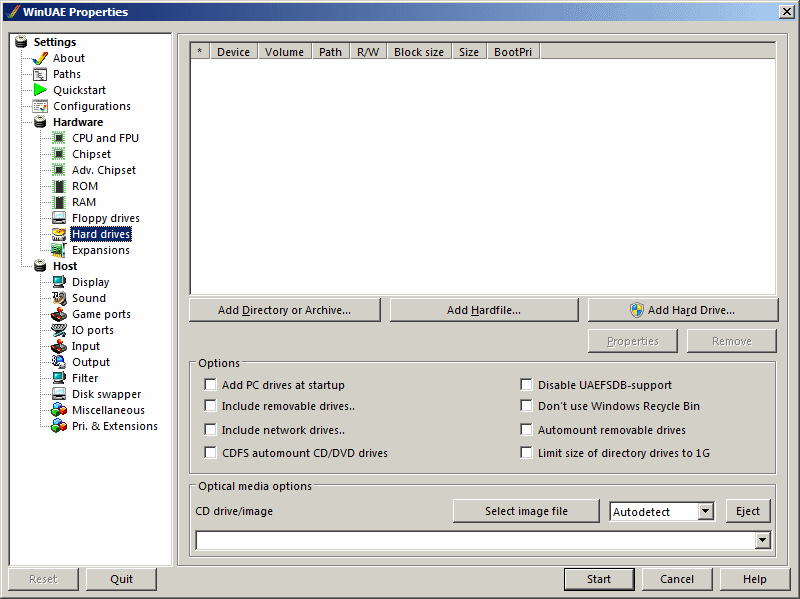 WinUAE Properties
Settings
About
Paths
Quickstart
Configurations
Hardware
CPU and FPU
Chipset
Adv. Chipset
ROM
RAM
Floppy drives
Hard drives
Expansions
Host
Display
Sound
Game ports
IO ports
Input
Output
Filter
Disk swapper
Miscellaneous
Pri. & Extensions
* Device Volume Path R/W Block size Size BootPri
Add Directory or Archive... Add Hardfile... Add Hard Drive...
Properties Remove
Options
Add PC drives at startup Disable UAEFSDB-support
Include removable drives.. Don't use Windows Recycle Bin
Include network drives.. Automount removable drives
CDFS automount CD/DVD drives Limit size of directory drives to 1G
Optical media options
CD drive/image Select image file Autodetect Eject
Reset Quit Start Cancel Help